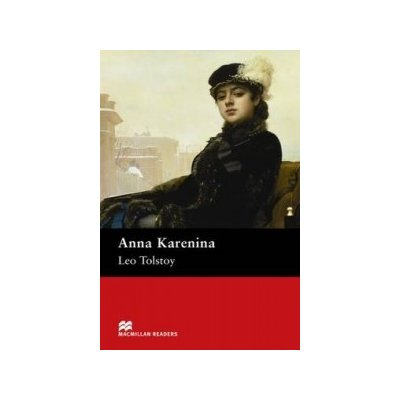 Anna Karenina
Leo Tolstoy
MACMILLAN READERS